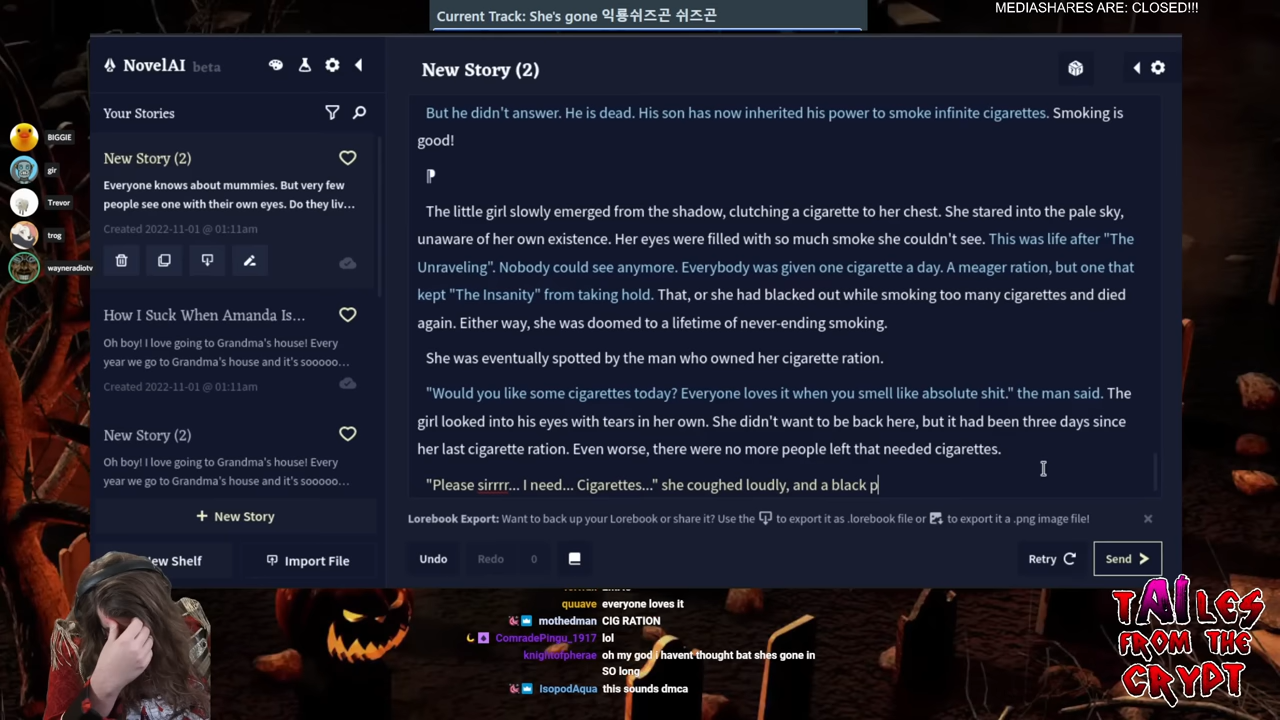 Current Track: She's gone 익룡쉬즈곤 쉬즈곤
MEDIASHARES ARE: CLOSED!!!
NovelAI beta
New Story (2)
Your Stories
But he didn't answer. He is dead. His son has now inherited his power to smoke infinite cigarettes. Smoking is
good!
BIGGIE
gir
Trevor
trog
wayneradiotv
New Story (2)
Everyone knows about mummies. But very few
people see one with their own eyes. Do they liv...
Created 2022-11-01 @ 01:11am
The little girl slowly emerged from the shadow, clutching a cigarette to her chest. She stared into the pale sky,
unaware of her own existence. Her eyes were filled with so much smoke she couldn't see. This was life after "The
Unraveling". Nobody could see anymore. Everybody was given one cigarette a day. A meager ration, but one that
kept "The Insanity" from taking hold. That, or she had blacked out while smoking too many cigarettes and died
again. Either way, she was doomed to a lifetime of never-ending smoking.
How I Suck When Amanda Is...
Oh boy! I love going to Grandma's house! Every
year we go to Grandma's house and it's sooooo...
Created 2022-11-01 @ 01:11am
She was eventually spotted by the man who owned her cigarette ration.
"Would you like some cigarettes today? Everyone loves it when you smell like absolute shit." the man said. The
girl looked into his eyes with tears in her own. She didn't want to be back here, but it had been three days since
her last cigarette ration. Even worse, there were no more people left that needed cigarettes.
New Story (2)
Oh boy! I love going to Grandma's house! Every
year we go to Grandma's house and it's sooooo...
"Please sirrrr... I need... Cigarettes..." she coughed loudly, and a black p
+ New Story
Lorebook Export: Want to back up your Lorebook or share it? Use the to export it as .lorebook file or to export it a .png image file!
New Shelf
Import File
Undo
Redo
0
Retry
Send >
quuave everyone loves it
mothedman CIG RATION
ComradePingu_1917 lol
knightofpherae oh my god i havent thought bat shes gone in
SO long
IsopodAqua this sounds dmca
TAILES
FROM THE
CRYPT